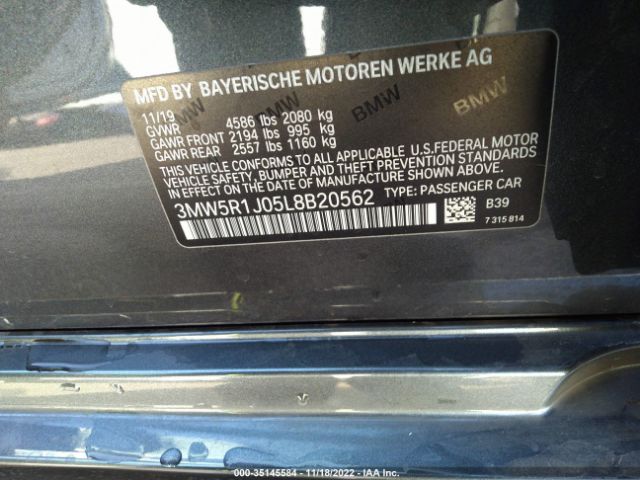 MFD BY BAYERISCHE MOTOREN WERKE AG
11/19
GVWR 4586 lbs 2080 kg
GAWR FRONT 2194 lbs 995 kg
GAWR REAR 2557 lbs 1160 kg
THIS VEHICLE CONFORMS TO ALL APPLICABLE U.S.FEDERAL MOTOR
VEHICLE SAFETY, BUMPER AND THEFT PREVENTION STANDARDS
IN EFFECT ON THE DATE OF MANUFACTURE SHOWN ABOVE.
3MW5R1J05L8B20562 TYPE: PASSENGER CAR
B39
7 315 814
BMW
BMW
BMW
BMW
000-35145584 - 11/18/2022 - IAA Inc.